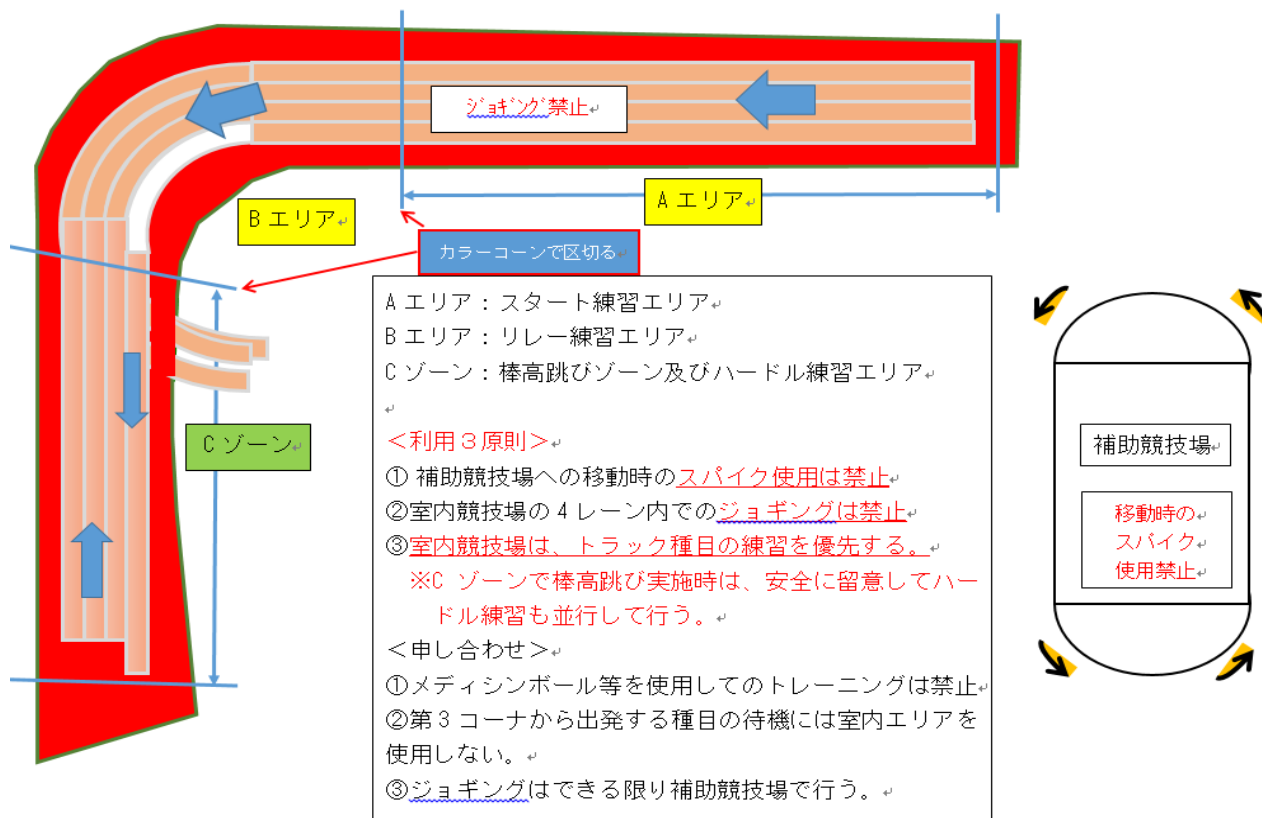 ジョギング禁止
Aエリア
Bエリア
カラーコーンで区切る
Aエリア：スタート練習エリア
Bエリア：リレー練習エリア
Cゾーン：棒高跳びゾーン及びハードル練習エリア
＜利用３原則＞
① 補助競技場への移動時のスパイク使用は禁止
②室内競技場の４レーン内でのジョギングは禁止
③室内競技場は、トラック種目の練習を優先する。
※C ゾーンで棒高跳び実施時は、安全に留意してハー
ドル練習も並行して行う。
＜申し合わせ＞
①メディシンボール等を使用してのトレーニングは禁止
②第３コーナから出発する種目の待機には室内エリアを
使用しない。
③ジョギングはできる限り補助競技場で行う。
Cゾーン
補助競技場
移動時の
スパイク
使用禁止